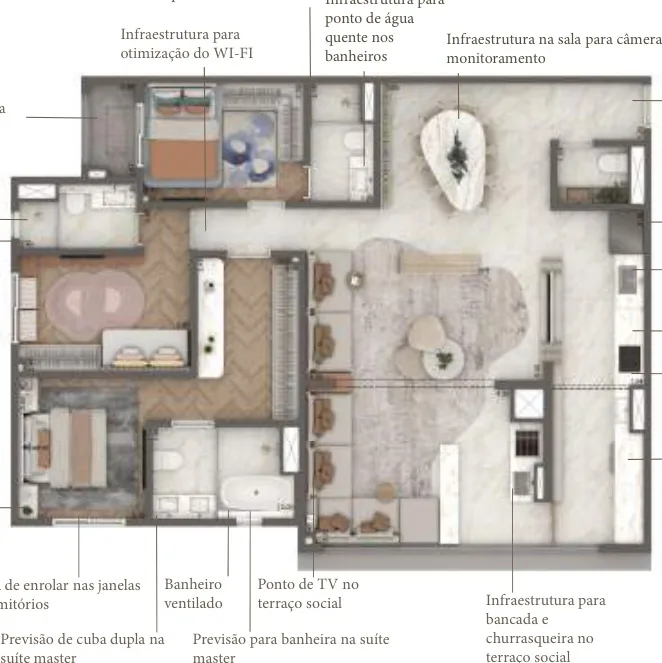 Infraestrutura para
ponto de água
quente nos
banheiros
Infraestrutura para
otimização do WI-FI
Infraestrutura na sala para câmera
monitoramento
a
de enrolar nas janelas
Banheiro
ventilado
Ponto de TV no
terraço social
Infraestrutura para
bancada e
churrasqueira no
terraço social
Previsão de cuba dupla na
suíte master
Previsão para banheira na suíte
master